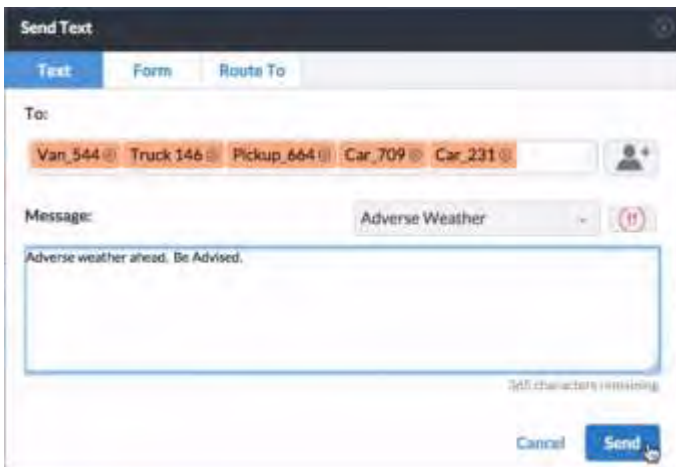 Send Text
Text Form Route To
To:
Van_544 Truck 146 Pickup_664 Car_709 Car_231
Message: Adverse Weather
Adverse weather ahead. Be Advised.
characters remaining
Cancel Send